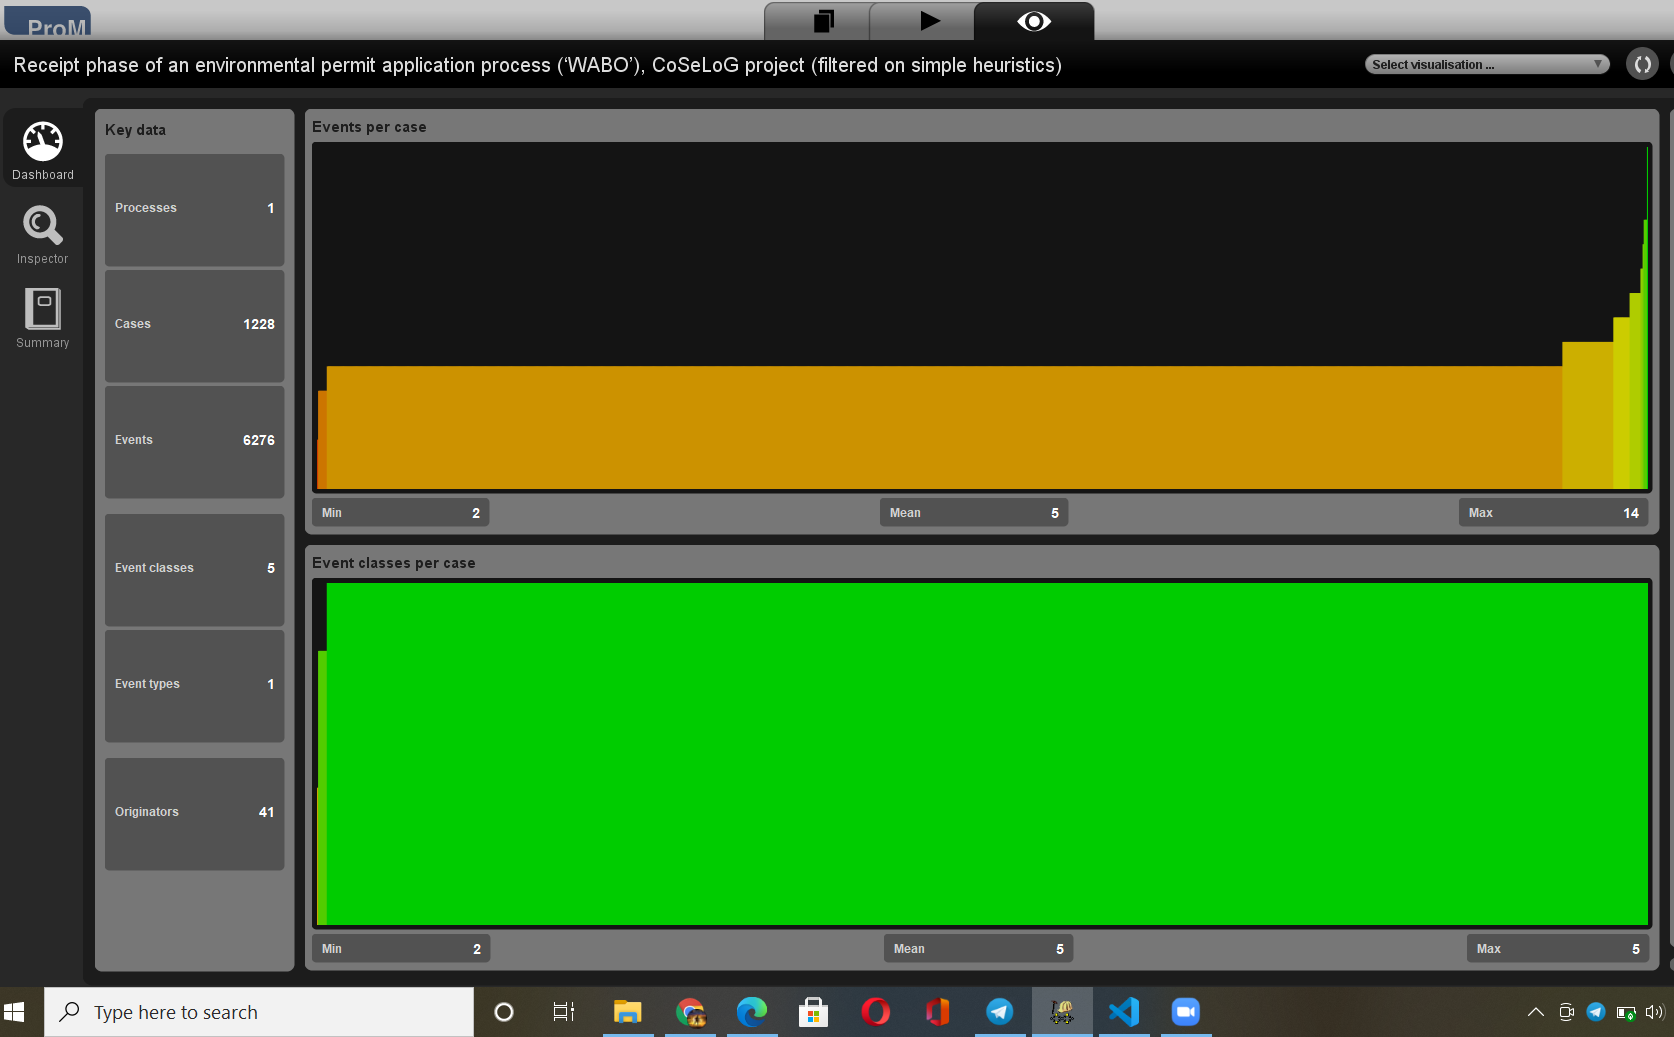 ProM
Receipt phase of an environmental permit application process (‘WABO’), CoSeLoG project (filtered on simple heuristics)
Select visualisation ...
Dashboard
Inspector
Summary
Key data
Processes 1
Cases 1228
Events 6276
Event classes 5
Event types 1
Originators 41
Events per case
Min 2
Mean 5
Max 14
Event classes per case
Min 2
Mean 5
Max 5
Type here to search